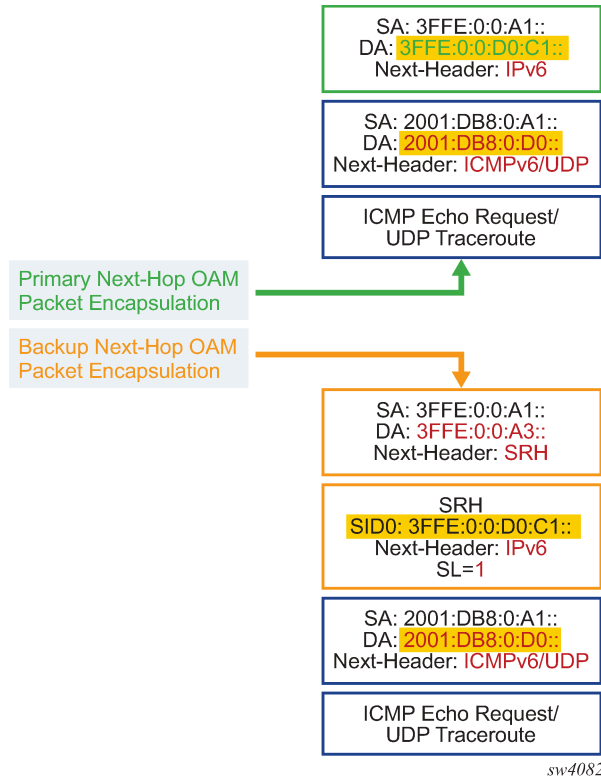 SA: 3FFE:0:0:A1::
DA: 3FFE:0:0:D0:C1::
Next-Header: IPv6
SA: 2001:DB8:0:A1::
DA: 2001:DB8:0:D0::
Next-Header: ICMPv6/UDP
ICMP Echo Request/
UDP Traceroute
Primary Next-Hop OAM
Packet Encapsulation
Backup Next-Hop OAM
Packet Encapsulation
SA: 3FFE:0:0:A1::
DA: 3FFE:0:0:A3::
Next-Header: SRH
SRH
SID0: 3FFE:0:0:D0:C1::
Next-Header: IPv6
SL=1
SA: 2001:DB8:0:A1::
DA: 2001:DB8:0:D0::
Next-Header: ICMPv6/UDP
ICMP Echo Request/
UDP Traceroute
sw4082